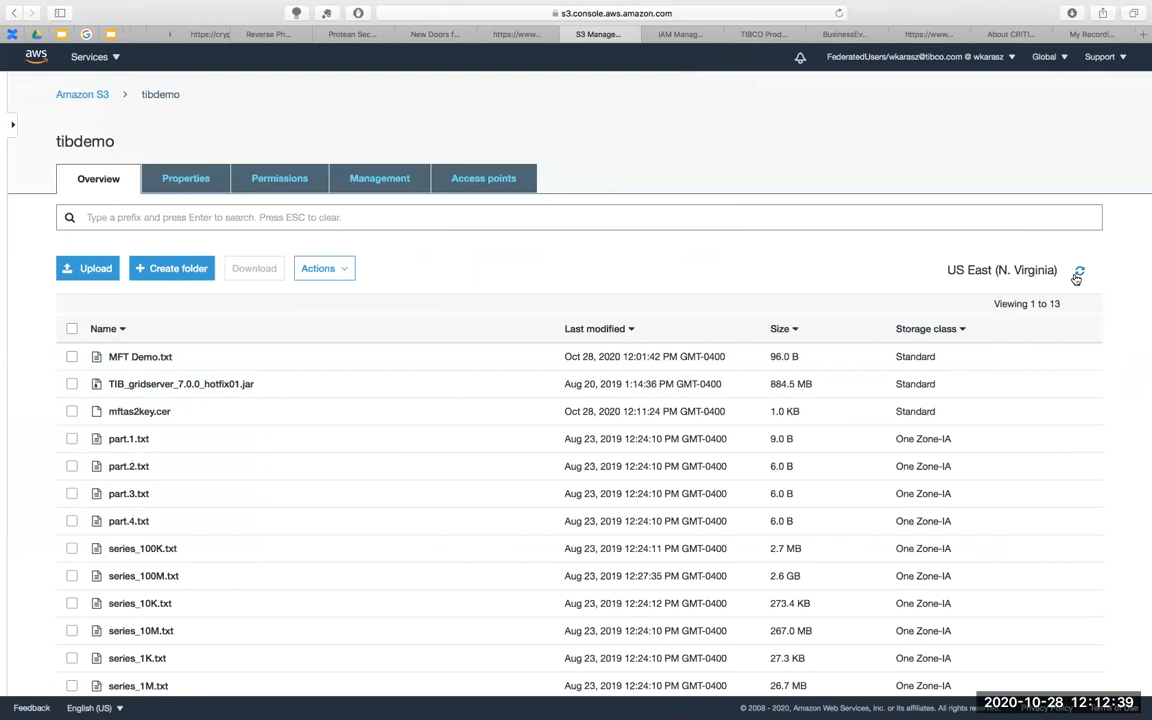 s3.console.aws.amazon.com
https://cryp
Reverse Ph...
Protean Sec...
New Doors f...
https://www...
S3 Manage...
IAM Manag...
TIBCO Prod...
BusinessEv...
https://www...
About CRITI...
My Recordi...
aws
Services
FederatedUsers/wkarasz@tibco.com @ wkarasz
Global
Support
Amazon S3 > tibdemo
tibdemo
Overview
Properties
Permissions
Management
Access points
Type a prefix and press Enter to search. Press ESC to clear.
Upload
+ Create folder
Download
Actions
US East (N. Virginia)
Viewing 1 to 13
Name Last modified Size Storage class
MFT Demo.txt Oct 28, 2020 12:01:42 PM GMT-0400 96.0 B Standard
TIB_gridserver_7.0.0_hotfix01.jar Aug 20, 2019 1:14:36 PM GMT-0400 884.5 MB Standard
mftas2key.cer Oct 28, 2020 12:11:24 PM GMT-0400 1.0 KB Standard
part.1.txt Aug 23, 2019 12:24:10 PM GMT-0400 9.0 B One Zone-IA
part.2.txt Aug 23, 2019 12:24:10 PM GMT-0400 6.0 B One Zone-IA
part.3.txt Aug 23, 2019 12:24:10 PM GMT-0400 6.0 B One Zone-IA
part.4.txt Aug 23, 2019 12:24:10 PM GMT-0400 6.0 B One Zone-IA
series_100K.txt Aug 23, 2019 12:24:11 PM GMT-0400 2.7 MB One Zone-IA
series_100M.txt Aug 23, 2019 12:27:35 PM GMT-0400 2.6 GB One Zone-IA
series_10K.txt Aug 23, 2019 12:24:12 PM GMT-0400 273.4 KB One Zone-IA
series_10M.txt Aug 23, 2019 12:24:10 PM GMT-0400 267.0 MB One Zone-IA
series_1K.txt Aug 23, 2019 12:24:10 PM GMT-0400 27.3 KB One Zone-IA
series_1M.txt Aug 23, 2019 12:24:10 PM GMT-0400 26.7 MB One Zone-IA
Feedback
English (US)
© 2008 - 2020, Amazon Web Services, Inc. or its affiliates. All rights
Privacy Policy
Terms of Use
2020-10-28 12:12:39